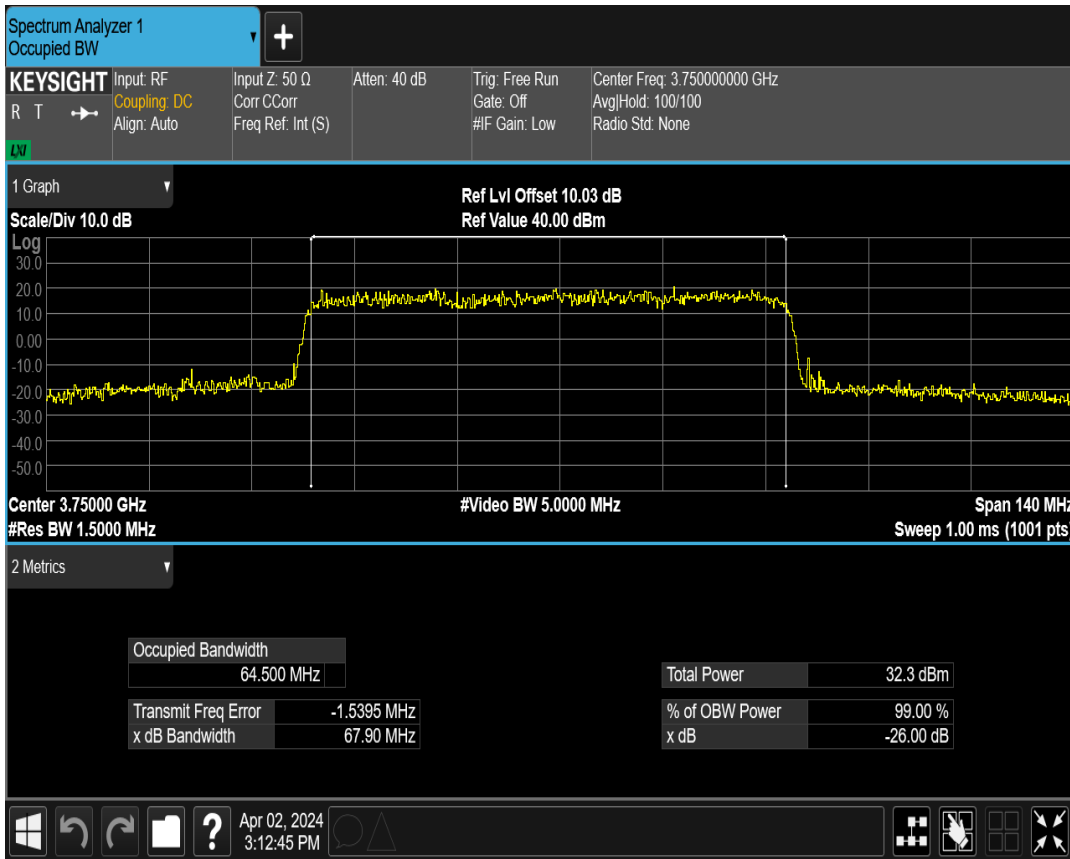 Spectrum Analyzer 1
Occupied BW
+
KEYSIGHT
R T
LXI
Input: RF
Coupling: DC
Align: Auto
Input Z: 50 Ω
Corr CCorr
Freq Ref: Int (S)
Atten: 40 dB
Trig: Free Run
Gate: Off
#IF Gain: Low
Center Freq: 3.750000000 GHz
Avg|Hold: 100/100
Radio Std: None
1 Graph
Scale/Div 10.0 dB
Ref Lvl Offset 10.03 dB
Ref Value 40.00 dBm
Log
30.0
20.0
10.0
0.00
-10.0
-20.0
-30.0
-40.0
-50.0
Center 3.75000 GHz
#Video BW 5.0000 MHz
Span 140 MHz
#Res BW 1.5000 MHz
Sweep 1.00 ms (1001 pts)
2 Metrics
Occupied Bandwidth
64.500 MHz
Transmit Freq Error -1.5395 MHz
x dB Bandwidth 67.90 MHz
Total Power 32.3 dBm
% of OBW Power 99.00 %
x dB -26.00 dB
?
Apr 02, 2024
3:12:45 PM